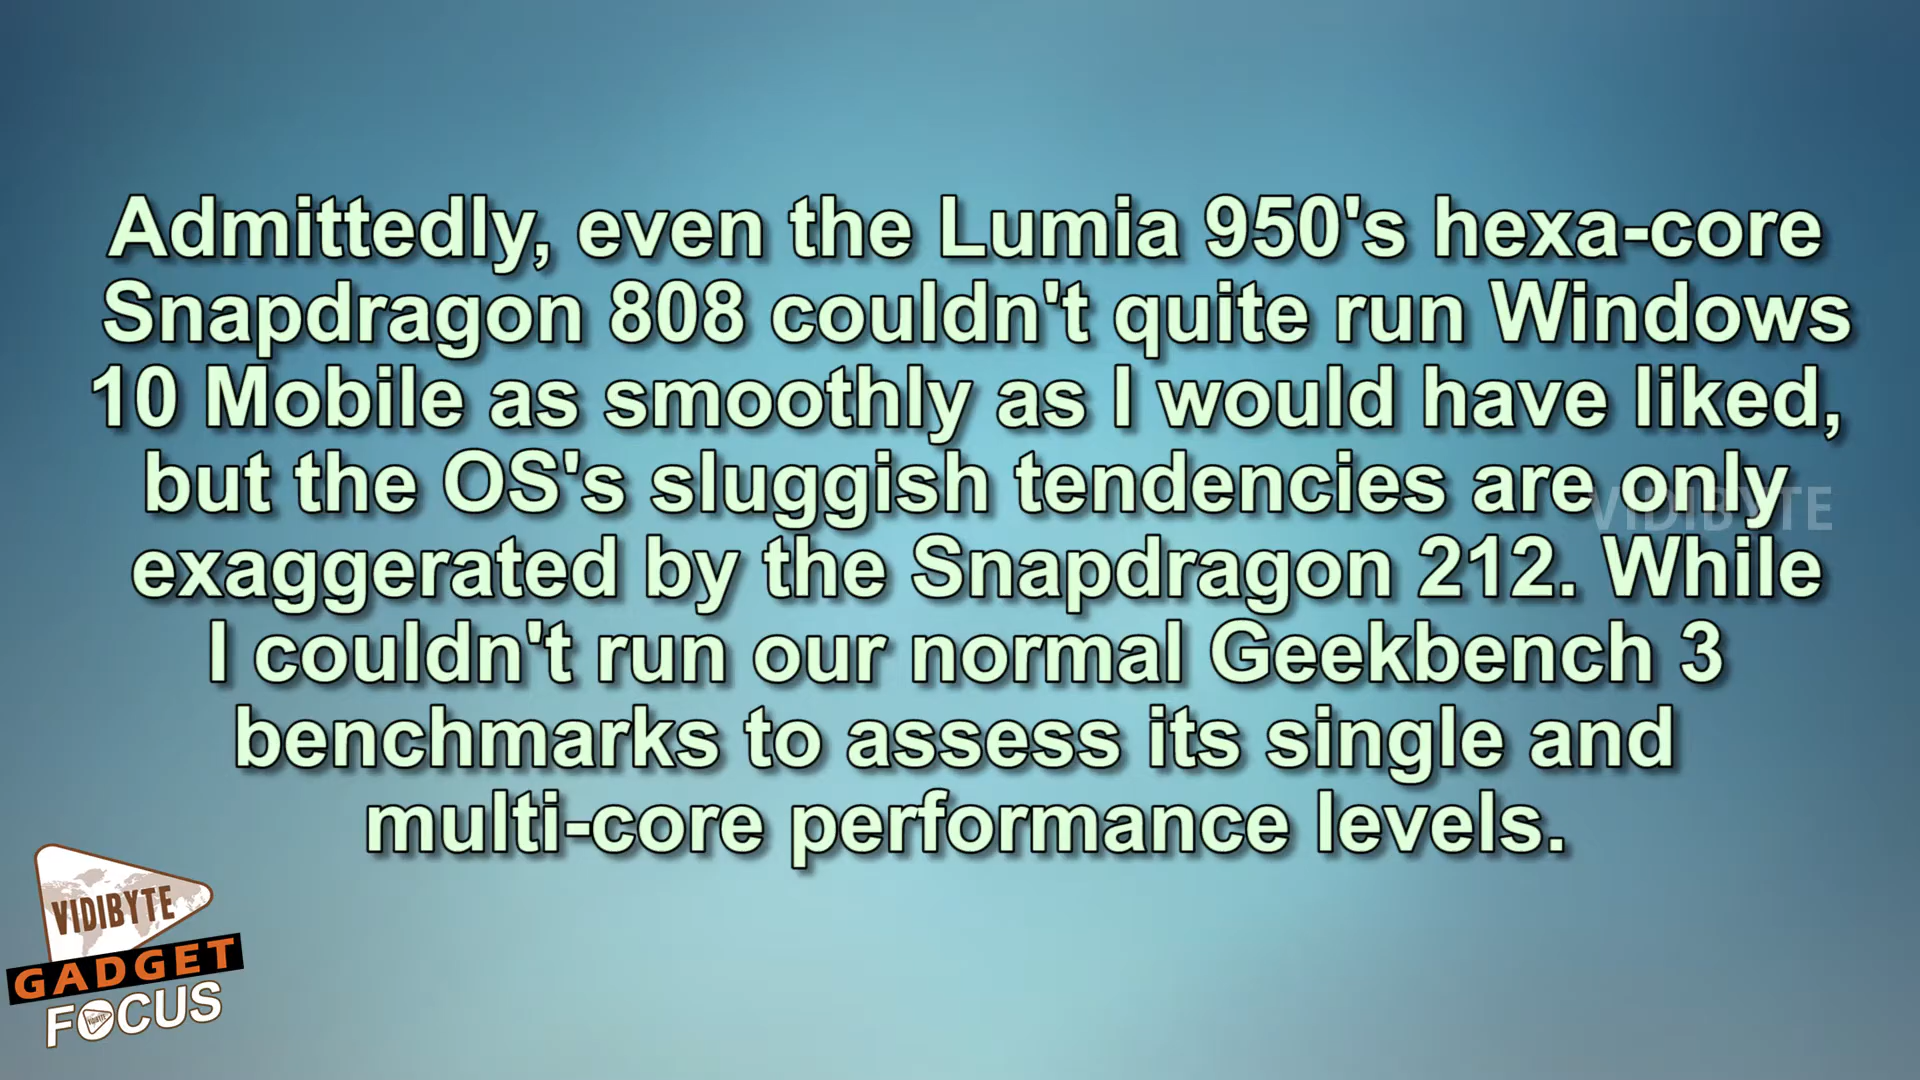 Admittedly, even the Lumia 950's hexa-core
Snapdragon 808 couldn't quite run Windows
10 Mobile as smoothly as I would have liked,
but the OS's sluggish tendencies are only
VIDIBYTE
exaggerated by the Snapdragon 212. While
I couldn't run our normal Geekbench 3
benchmarks to assess its single and
multi-core performance levels.
VIDIBYTE
GADGET
FOCUS